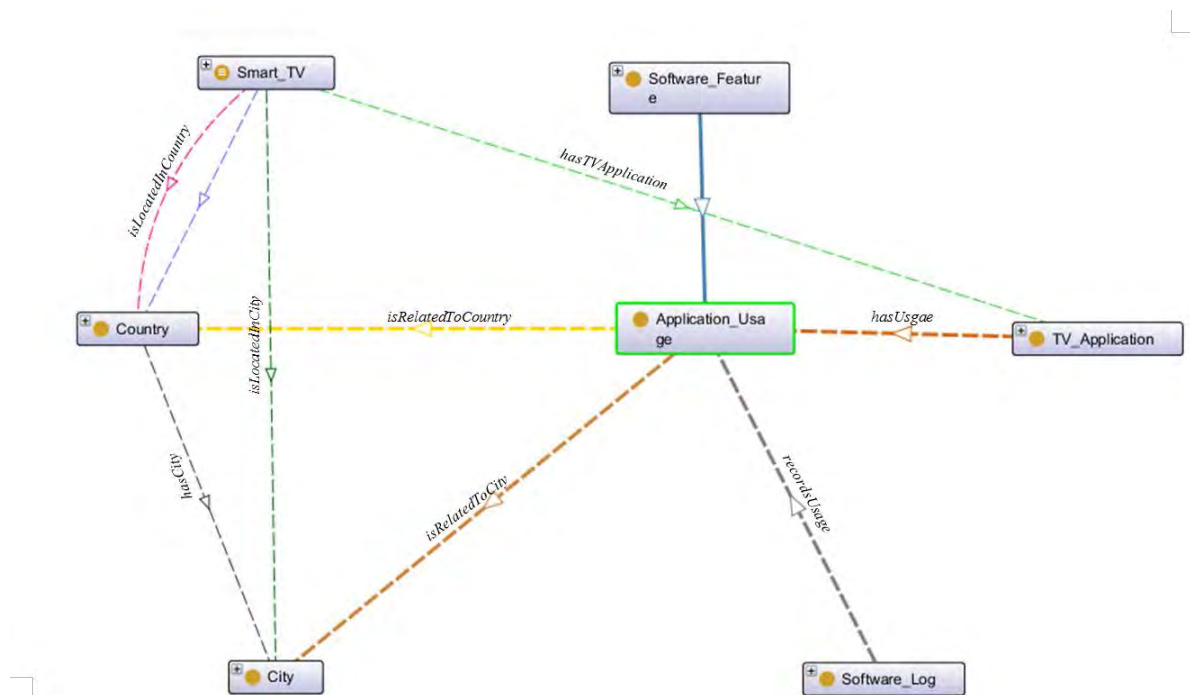 Smart_TV
Software_Featur
e
isLocatedInCountry
hasTVApplication
Country
isRelatedToCountry
Application_Usa
ge
hasUsgae
TV_Application
isLocatedInCity
hasCity
isRelatedToCity
recordsUsage
City
Software_Log